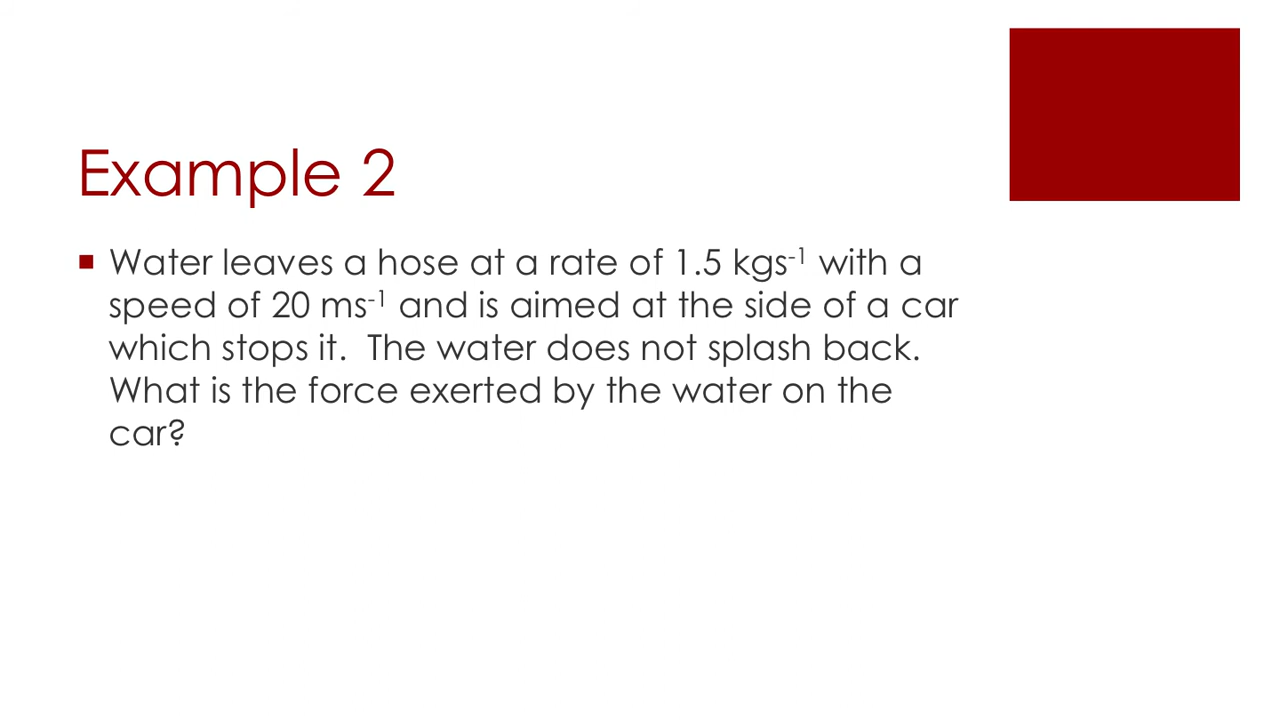 Example 2
Water leaves a hose at a rate of 1.5 kgs⁻¹ with a
speed of 20 ms⁻¹ and is aimed at the side of a car
which stops it.  The water does not splash back.
What is the force exerted by the water on the
car?